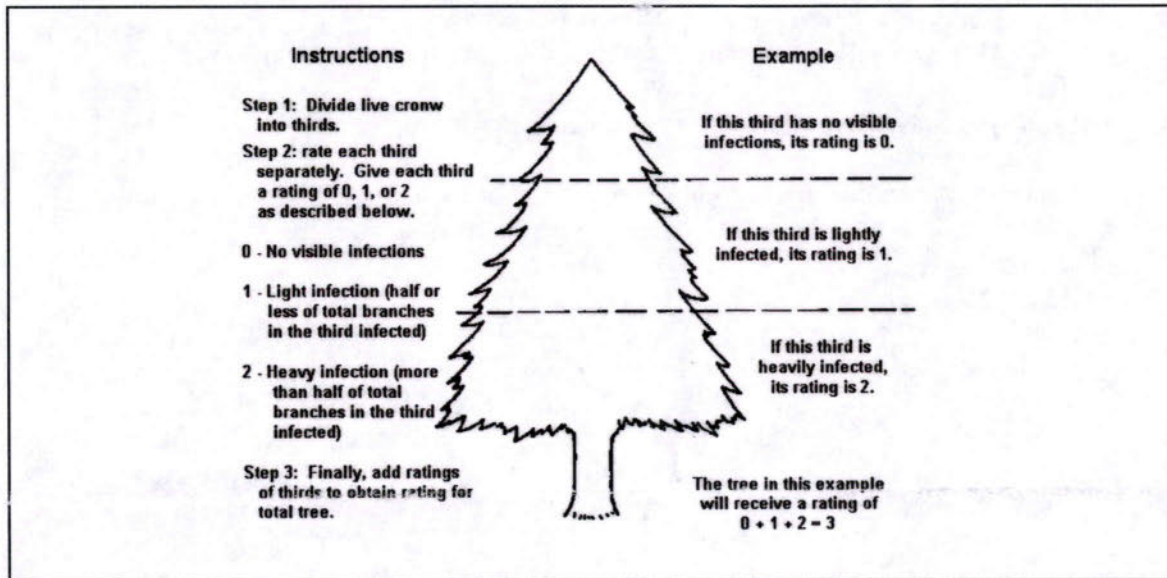 Instructions
Step 1: Divide live cronw
into thirds.
Step 2: rate each third
separately. Give each third
a rating of 0, 1, or 2
as described below.
0 - No visible infections
1 - Light infection (half or
less of total branches
in the third infected)
2 - Heavy infection (more
than half of total
branches in the third
infected)
Step 3: Finally, add ratings
of thirds to obtain rating for
total tree.
Example
If this third has no visible
infections, its rating is 0.
If this third is lightly
infected, its rating is 1.
If this third is
heavily infected,
its rating is 2.
The tree in this example
will receive a rating of
0 + 1 + 2 = 3